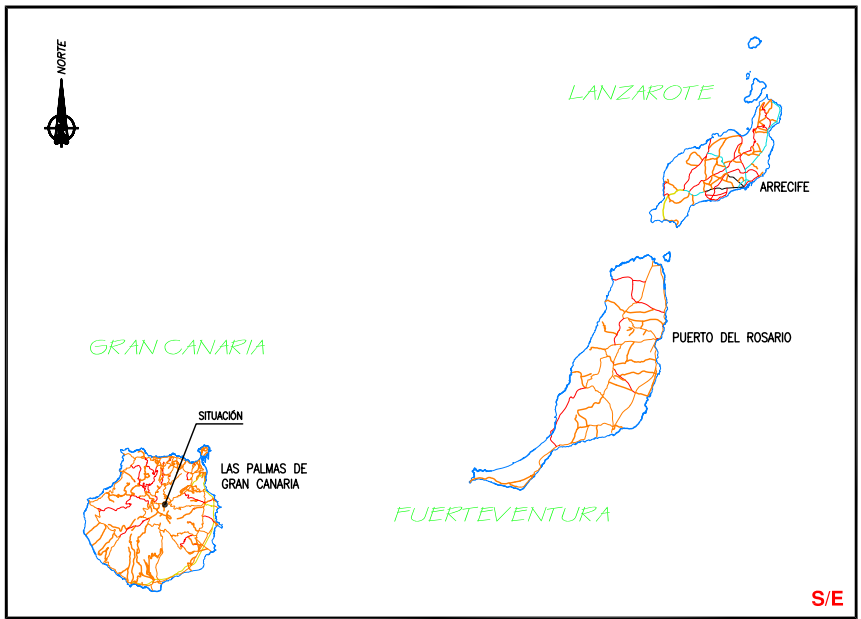 NORTE
LANZAROTE
ARRECIFE
PUERTO DEL ROSARIO
GRAN CANARIA
SITUACIÓN
LAS PALMAS DE
GRAN CANARIA
FUERTEVENTURA
S/E